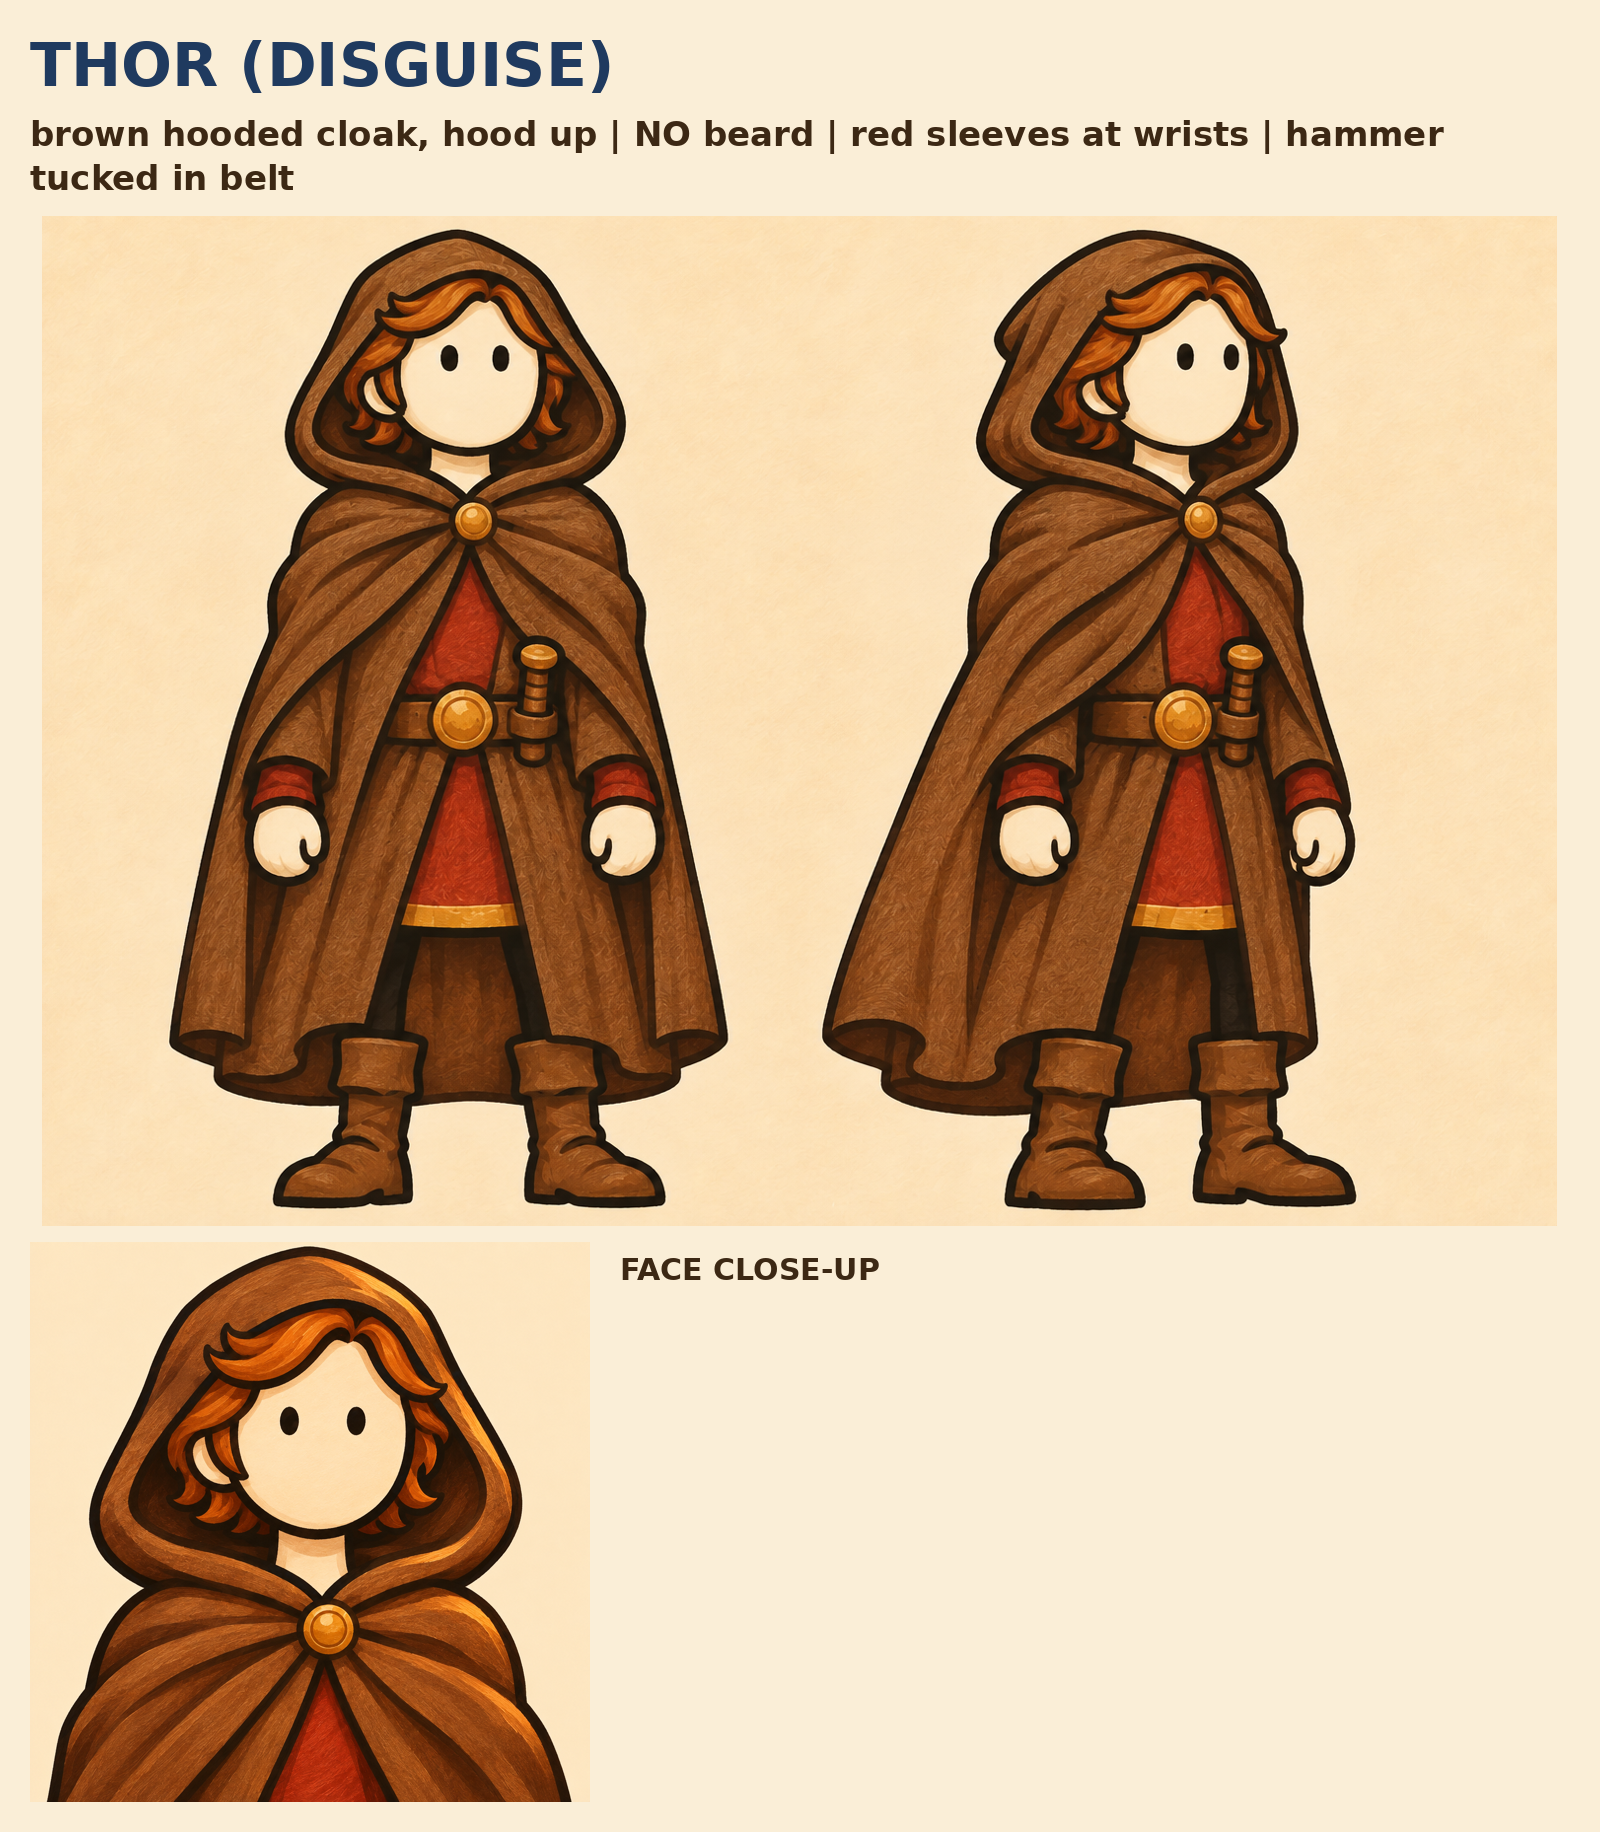 THOR (DISGUISE)
brown hooded cloak, hood up | NO beard | red sleeves at wrists | hammer
tucked in belt
FACE CLOSE-UP